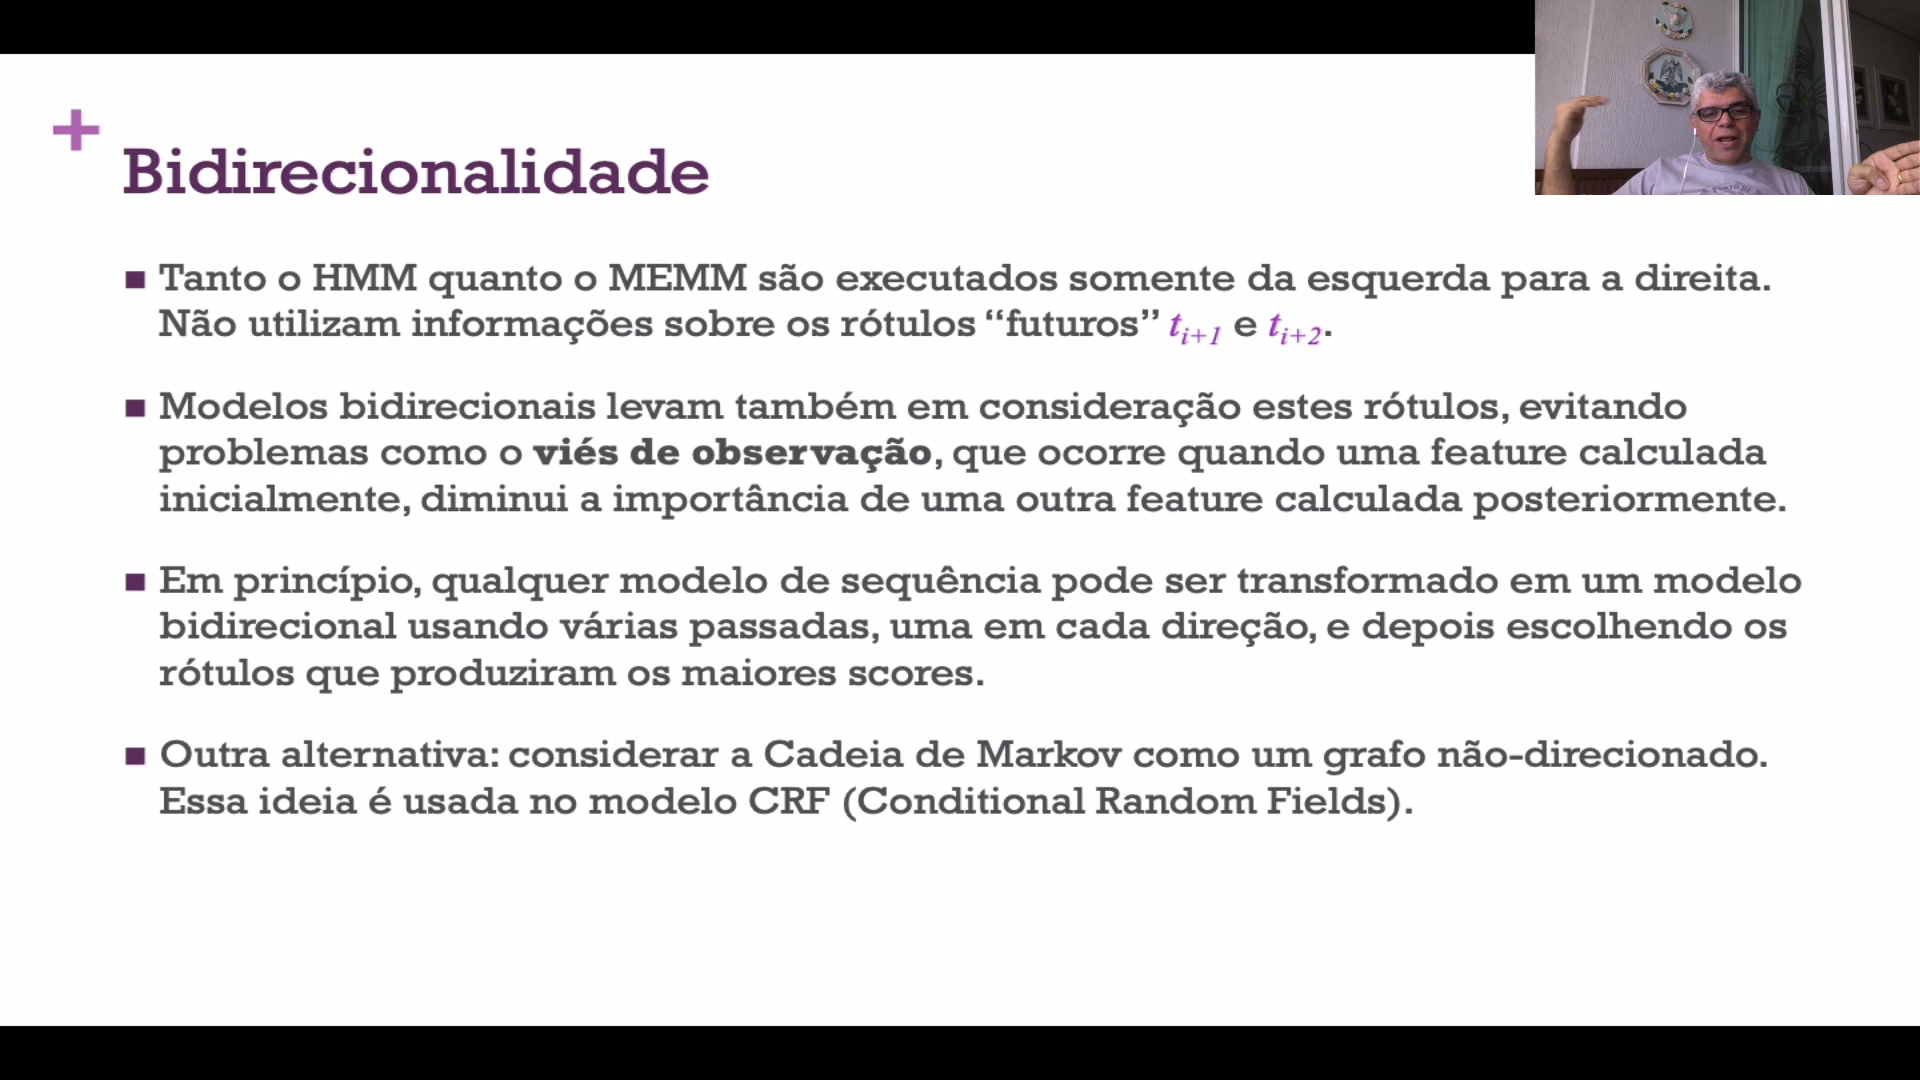 +
Bidirecionalidade
■ Tanto o HMM quanto o MEMM são executados somente da esquerda para a direita.
Não utilizam informações sobre os rótulos “futuros” tᵢ₊₁ e tᵢ₊₂.
■ Modelos bidirecionais levam também em consideração estes rótulos, evitando
problemas como o viés de observação, que ocorre quando uma feature calculada
inicialmente, diminui a importância de uma outra feature calculada posteriormente.
■ Em princípio, qualquer modelo de sequência pode ser transformado em um modelo
bidirecional usando várias passadas, uma em cada direção, e depois escolhendo os
rótulos que produziram os maiores scores.
■ Outra alternativa: considerar a Cadeia de Markov como um grafo não-direcionado.
Essa ideia é usada no modelo CRF (Conditional Random Fields).